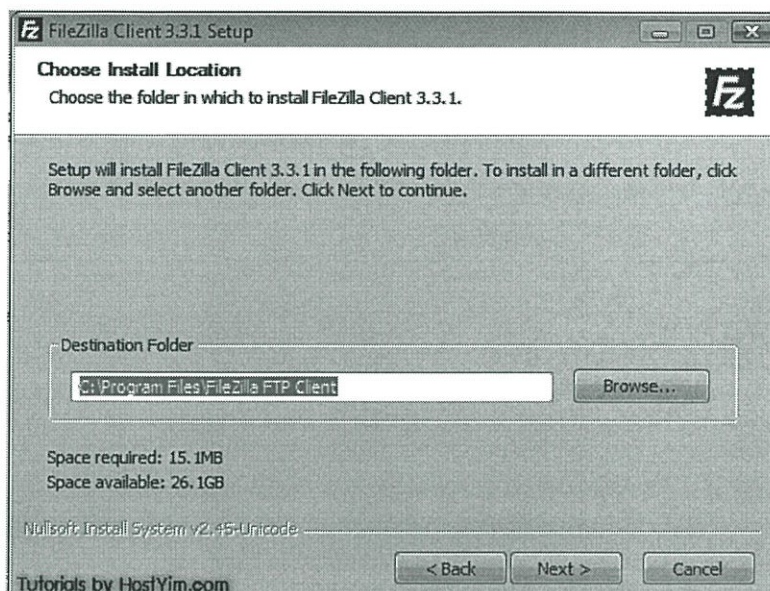 FZ FileZilla Client 3.3.1 Setup
Choose Install Location
Choose the folder in which to install FileZilla Client 3.3.1.
FZ
Setup will install FileZilla Client 3.3.1 in the following folder. To install in a different folder, click
Browse and select another folder. Click Next to continue.
Destination Folder
C:\Program Files\FileZilla FTP Client
Browse...
Space required: 15.1MB
Space available: 26.1GB
Nullsoft Install System v2.45-Unicode
< Back
Next >
Cancel
Tutorials by HostYim.com